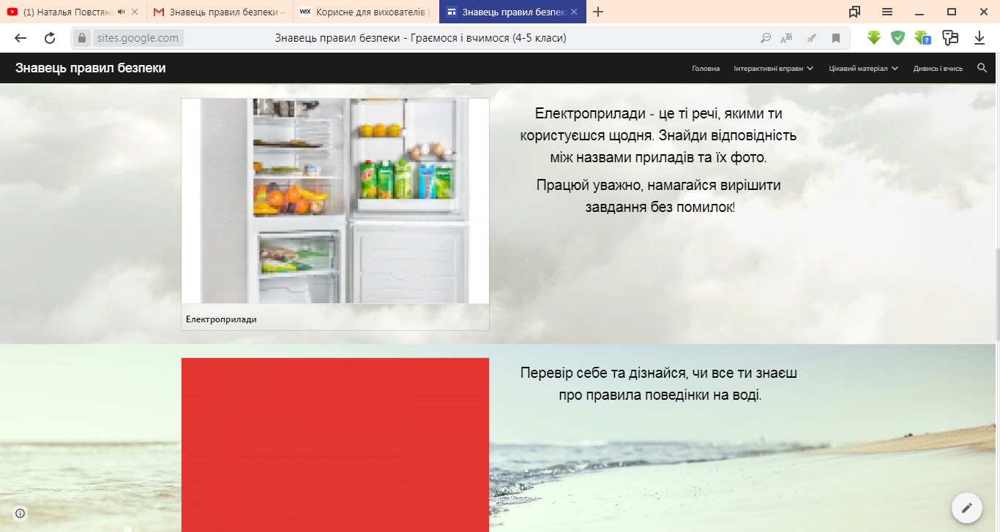 (1) Наталья Повстяна
Знавець правил безпеки –
WIX Корисне для вихователів |
Знавець правил безпеки
sites.google.com
Знавець правил безпеки - Граємося і вчимося (4-5 класи)
Знавець правил безпеки
Головна
Інтерактивні вправи
Цікавий матеріал
Дивись і вчись
Електроприлади - це ті речі, якими ти
користуєшся щодня. Знайди відповідність
між назвами приладів та їх фото.
Працюй уважно, намагайся вирішити
завдання без помилок!
Електроприлади
Перевір себе та дізнайся, чи все ти знаєш
про правила поведінки на воді.